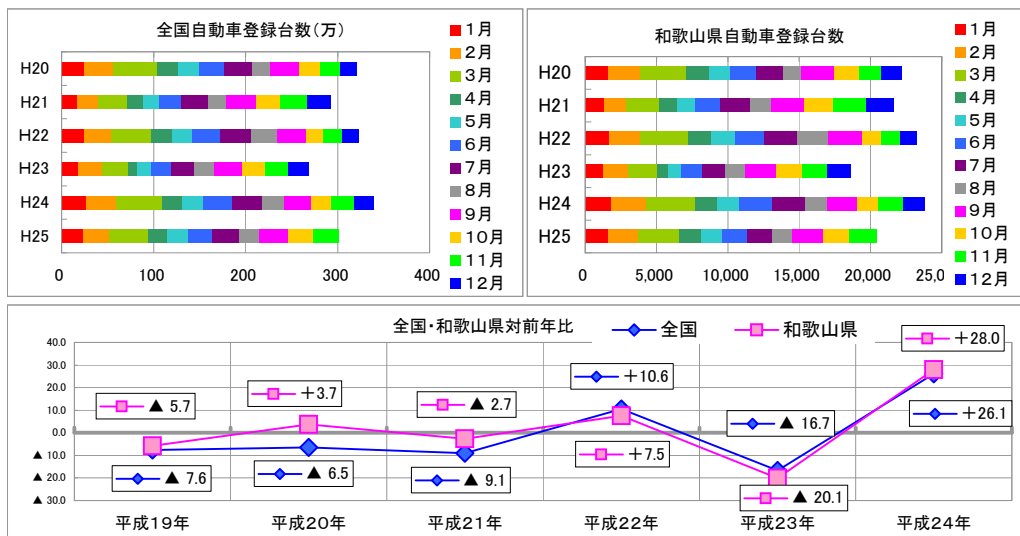 全国自動車登録台数(万)
H20
H21
H22
H23
H24
H25
0
100
200
300
400
1月
2月
3月
4月
5月
6月
7月
8月
9月
10月
11月
12月
和歌山県自動車登録台数
H20
H21
H22
H23
H24
H25
0
5,000
10,000
15,000
20,000
25,0
1月
2月
3月
4月
5月
6月
7月
8月
9月
10月
11月
12月
全国・和歌山県対前年比
全国
和歌山県
40.0
30.0
20.0
10.0
0.0
▲ 10.0
▲ 20.0
▲ 30.0
▲ 5.7
+3.7
▲ 2.7
+10.6
▲ 16.7
+28.0
▲ 7.6
▲ 6.5
▲ 9.1
+7.5
▲ 20.1
+26.1
平成19年
平成20年
平成21年
平成22年
平成23年
平成24年